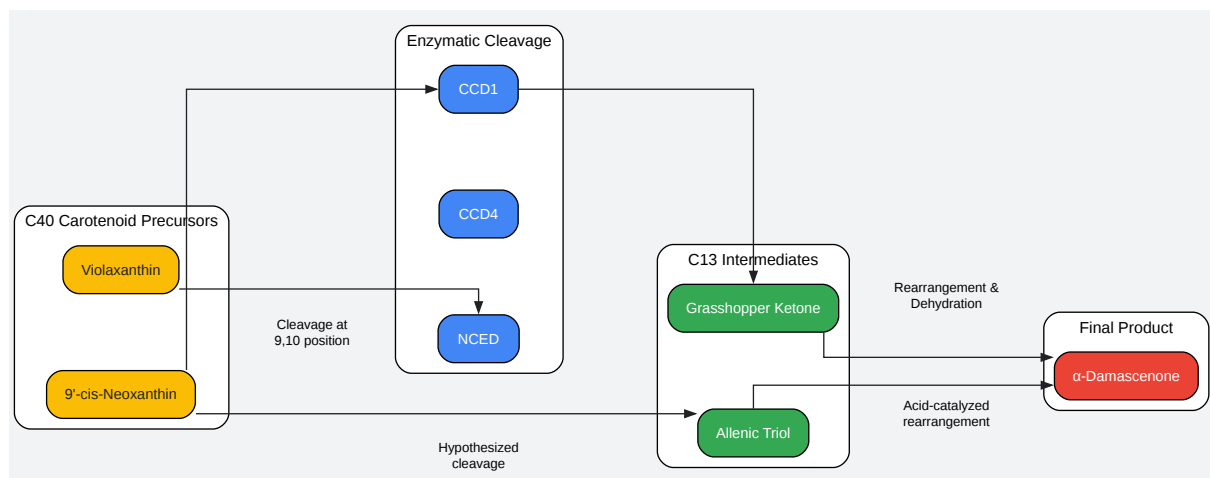 Enzymatic Cleavage
CCD1
CCD4
NCED
C40 Carotenoid Precursors
Violaxanthin
9'-cis-Neoxanthin
Cleavage at
9,10 position
Hypothesized
cleavage
C13 Intermediates
Grasshopper Ketone
Allenic Triol
Rearrangement &
Dehydration
Acid-catalyzed
rearrangement
Final Product
α-Damascenone